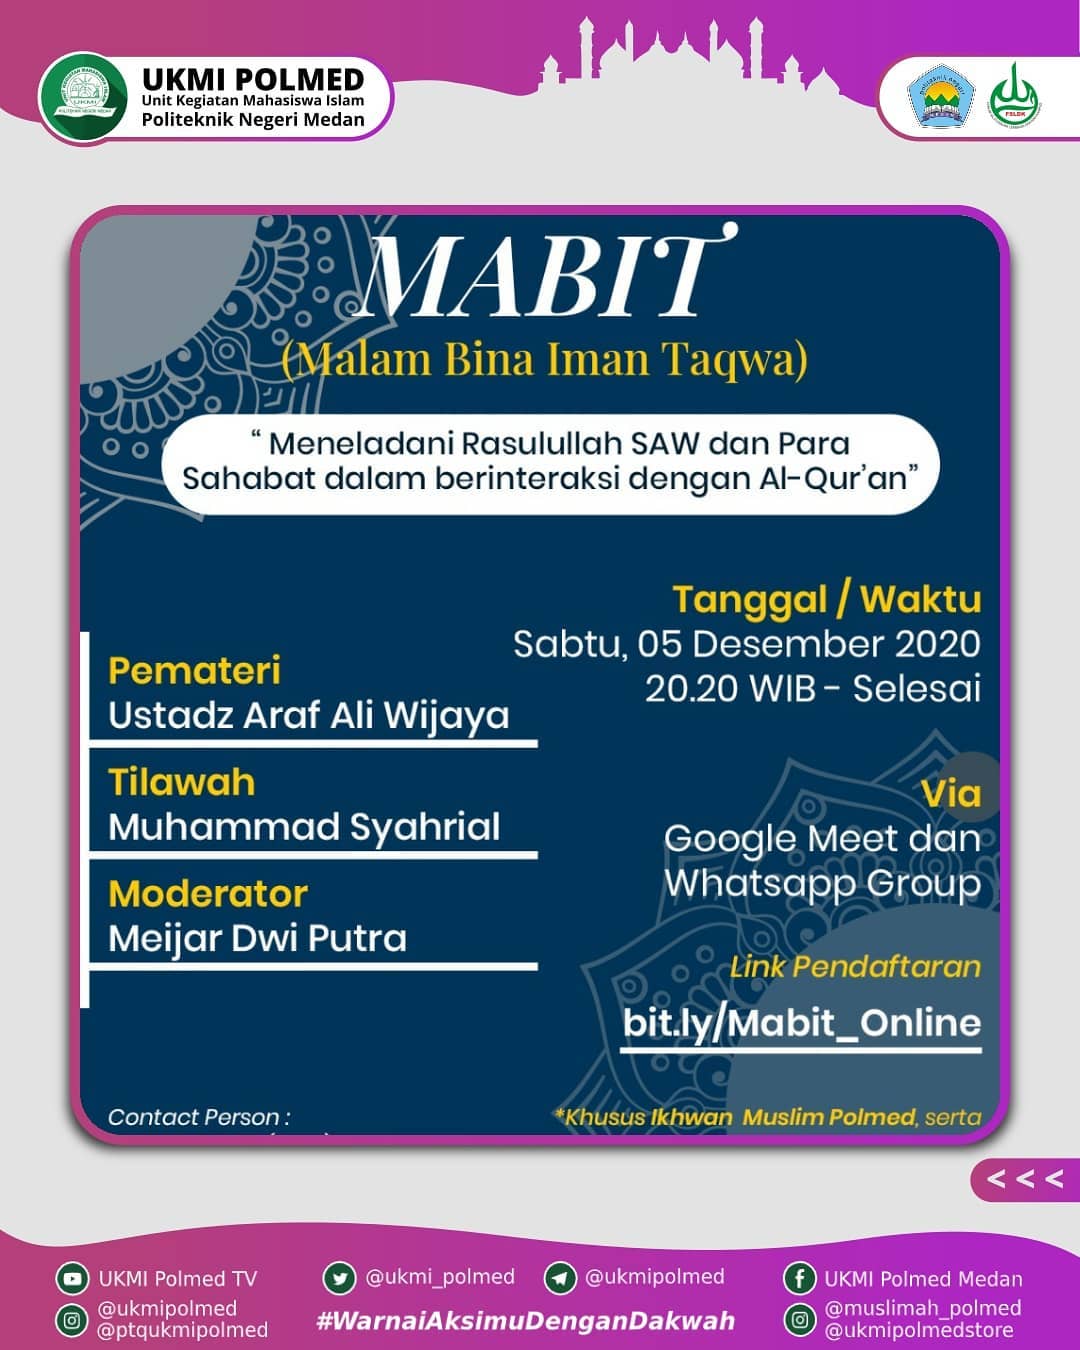 UKMI POLMED
Unit Kegiatan Mahasiswa Islam
Politeknik Negeri Medan
UKMI
FSLDK
MABIT
(Malam Bina Iman Taqwa)
“ Meneladani Rasulullah SAW dan Para
Sahabat dalam berinteraksi dengan Al-Qur’an”
Tanggal / Waktu
Sabtu, 05 Desember 2020
20.20 WIB - Selesai
Pemateri
Ustadz Araf Ali Wijaya
Tilawah
Muhammad Syahrial
Moderator
Meijar Dwi Putra
Via
Google Meet dan
Whatsapp Group
Link Pendaftaran
bit.ly/Mabit_Online
Contact Person :
*Khusus Ikhwan Muslim Polmed, serta
< < <
UKMI Polmed TV
@ukmi_polmed
@ukmipolmed
UKMI Polmed Medan
@ukmipolmed
@ptqukmipolmed
#WarnaiAksimuDenganDakwah
@muslimah_polmed
@ukmipolmedstore